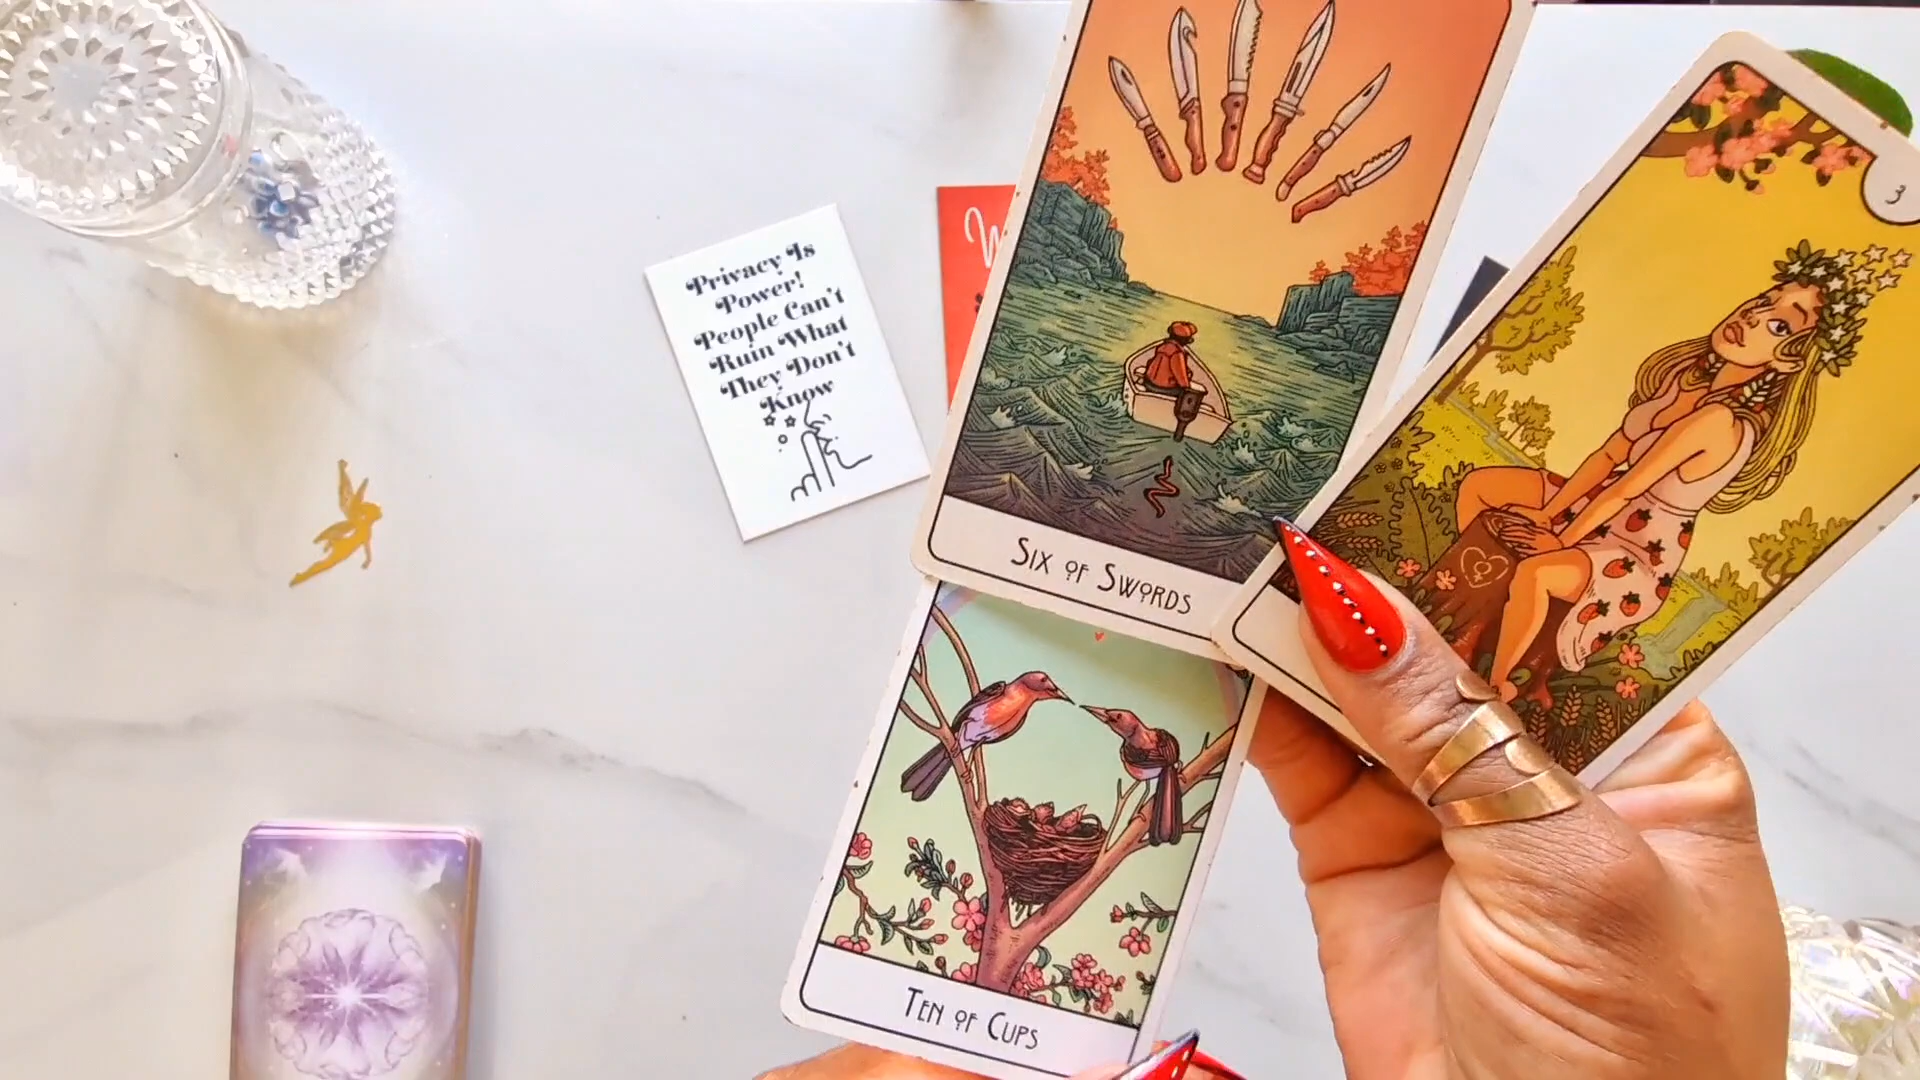 Privacy Is
Power!
People Can't
Ruin What
They Don't
Know
Six of Swords
3
Ten of Cups